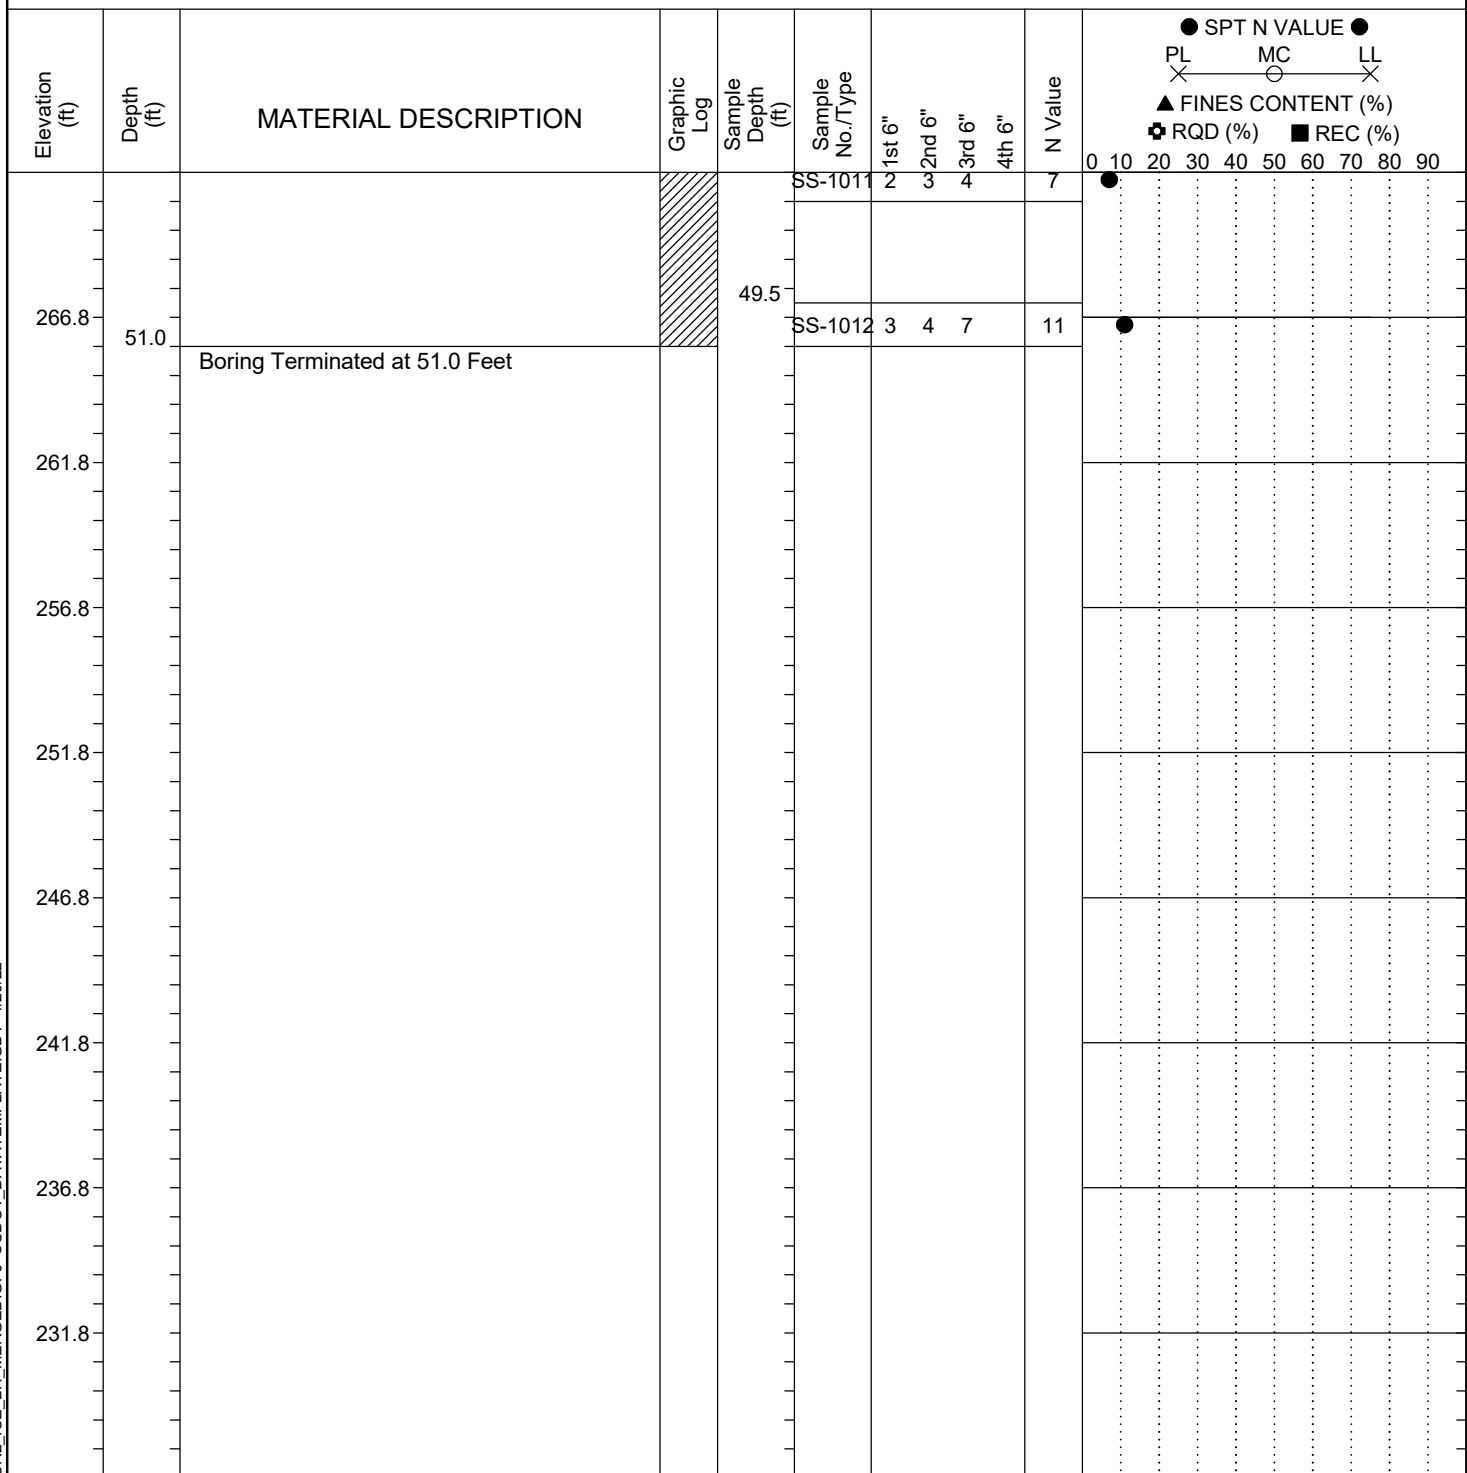 ● SPT N VALUE ●
PL MC LL
▲ FINES CONTENT (%)
RQD (%) ■ REC (%)
Elevation (ft)
Depth (ft)
MATERIAL DESCRIPTION
Graphic Log
Sample Depth (ft)
Sample No./Type
1st 6"
2nd 6"
3rd 6"
4th 6"
N Value
0 10 20 30 40 50 60 70 80 90
SS-1011 2 3 4 7
49.5
266.8
SS-1012 3 4 7 11
51.0
Boring Terminated at 51.0 Feet
261.8
256.8
251.8
246.8
241.8
236.8
231.8